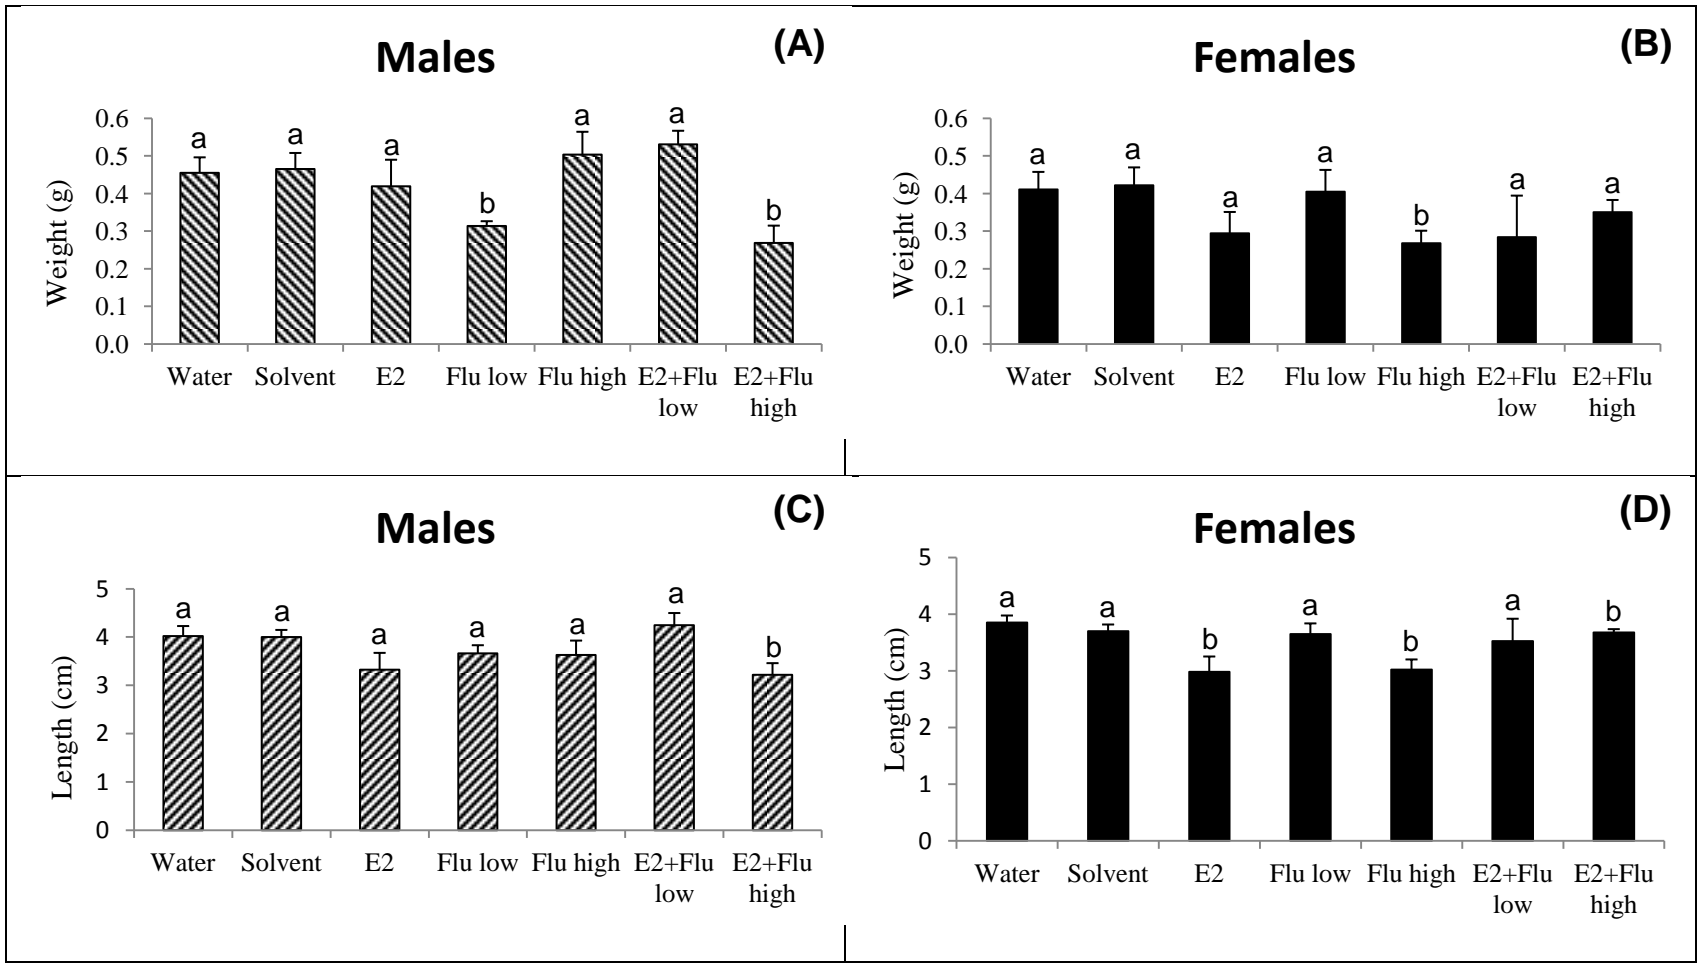 Males
(A)
Weight (g)
0.6
0.5
0.4
0.3
0.2
0.1
0.0
a
a
a
b
a
a
b
Water Solvent E2 Flu low Flu high E2+Flu E2+Flu
low high
Females
(B)
Weight (g)
0.6
0.5
0.4
0.3
0.2
0.1
0.0
a
a
a
a
b
a
a
Water Solvent E2 Flu low Flu high E2+Flu E2+Flu
low high
Males
(C)
Length (cm)
5
4
3
2
1
0
a
a
a
a
a
a
b
Water Solvent E2 Flu low Flu high E2+Flu E2+Flu
low high
Females
(D)
Length (cm)
5
4
3
2
1
0
a
a
b
a
b
a
b
Water Solvent E2 Flu low Flu high E2+Flu E2+Flu
low high